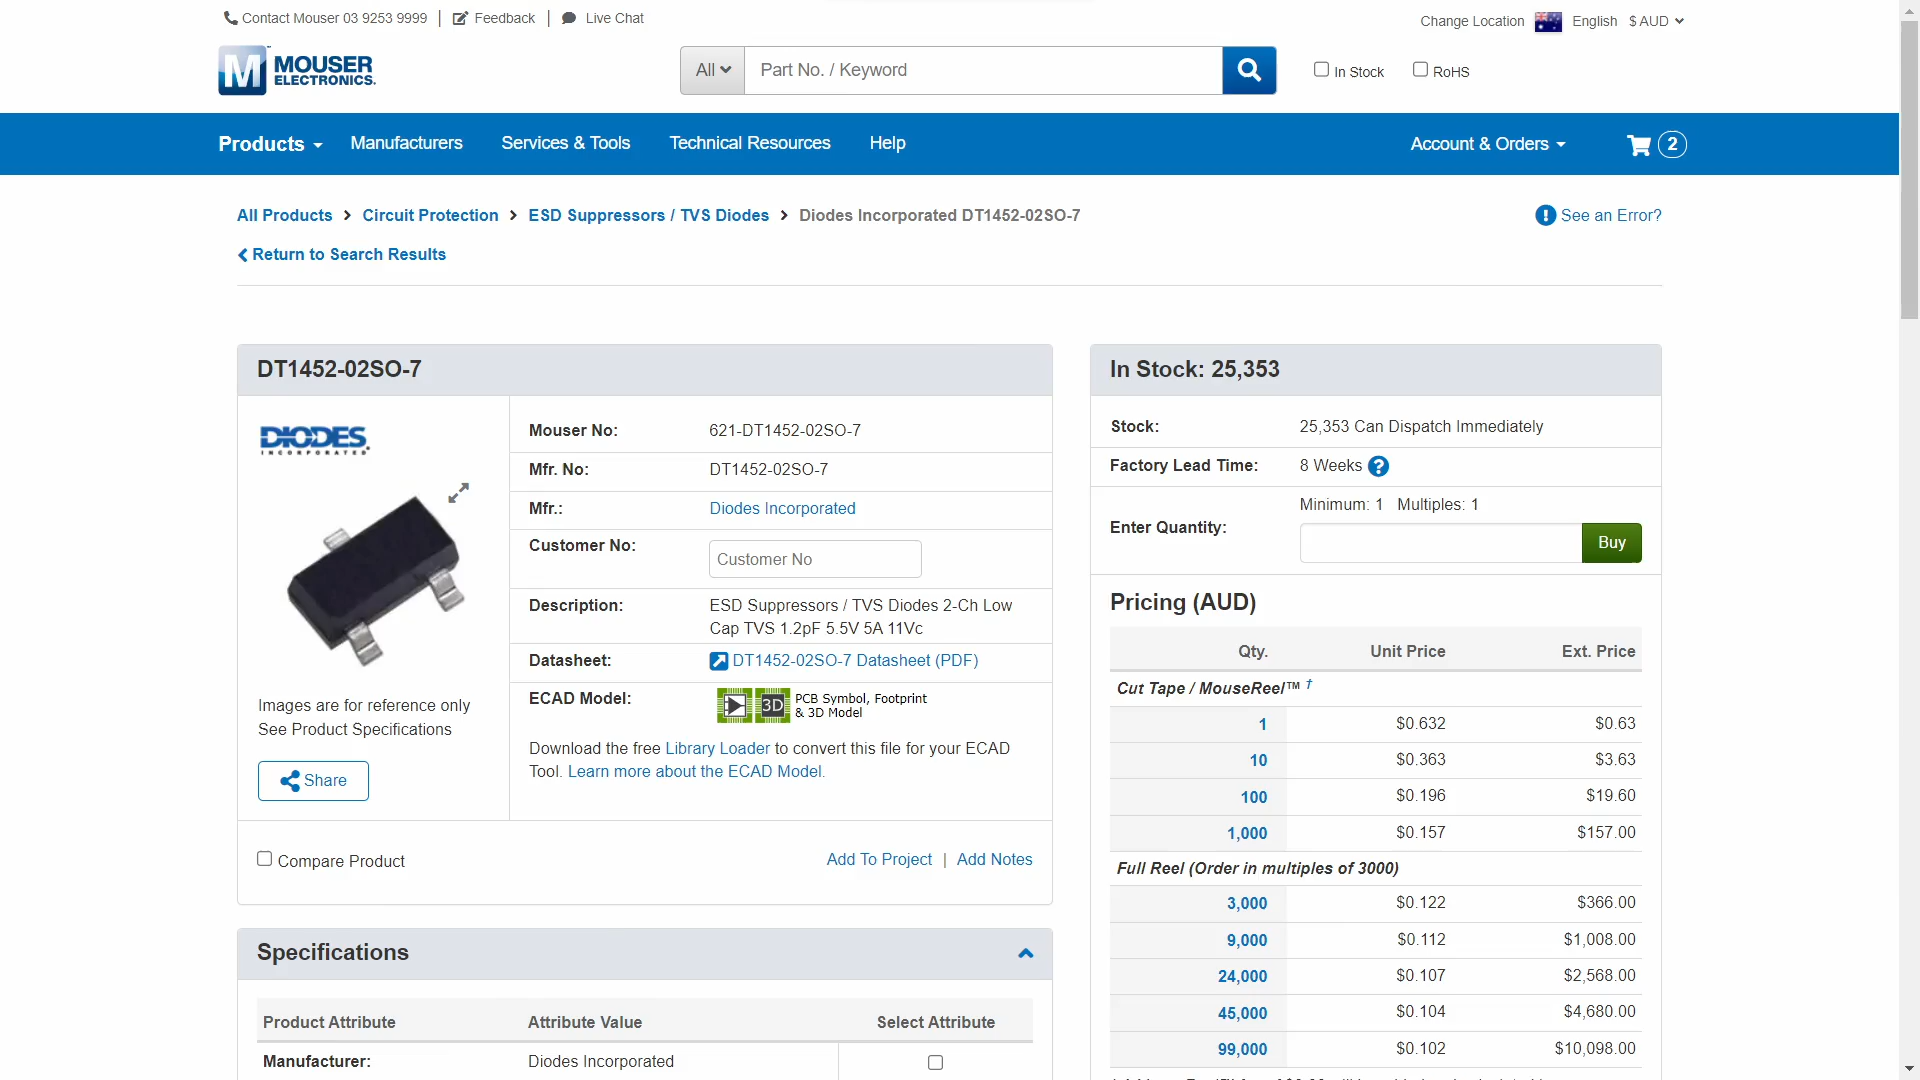 Contact Mouser 03 9253 9999 | Feedback | Live Chat
Change Location English $ AUD
M MOUSER
ELECTRONICS.
All Part No. / Keyword
In Stock RoHS
Products Manufacturers Services & Tools Technical Resources Help Account & Orders 2
All Products > Circuit Protection > ESD Suppressors / TVS Diodes > Diodes Incorporated DT1452-02SO-7
See an Error?
Return to Search Results
DT1452-02SO-7
DIODES
INCORPORATED
Images are for reference only
See Product Specifications
Share
Mouser No: 621-DT1452-02SO-7
Mfr. No: DT1452-02SO-7
Mfr.: Diodes Incorporated
Customer No: Customer No
Description: ESD Suppressors / TVS Diodes 2-Ch Low
Cap TVS 1.2pF 5.5V 5A 11Vc
Datasheet: DT1452-02SO-7 Datasheet (PDF)
ECAD Model: 3D PCB Symbol, Footprint
& 3D Model
Download the free Library Loader to convert this file for your ECAD
Tool. Learn more about the ECAD Model.
Compare Product Add To Project | Add Notes
Specifications
Product Attribute Attribute Value Select Attribute
Manufacturer: Diodes Incorporated
In Stock: 25,353
Stock: 25,353 Can Dispatch Immediately
Factory Lead Time: 8 Weeks ?
Minimum: 1 Multiples: 1
Enter Quantity: Buy
Pricing (AUD)
Qty. Unit Price Ext. Price
Cut Tape / MouseReel™ †
1 $0.632 $0.63
10 $0.363 $3.63
100 $0.196 $19.60
1,000 $0.157 $157.00
Full Reel (Order in multiples of 3000)
3,000 $0.122 $366.00
9,000 $0.112 $1,008.00
24,000 $0.107 $2,568.00
45,000 $0.104 $4,680.00
99,000 $0.102 $10,098.00